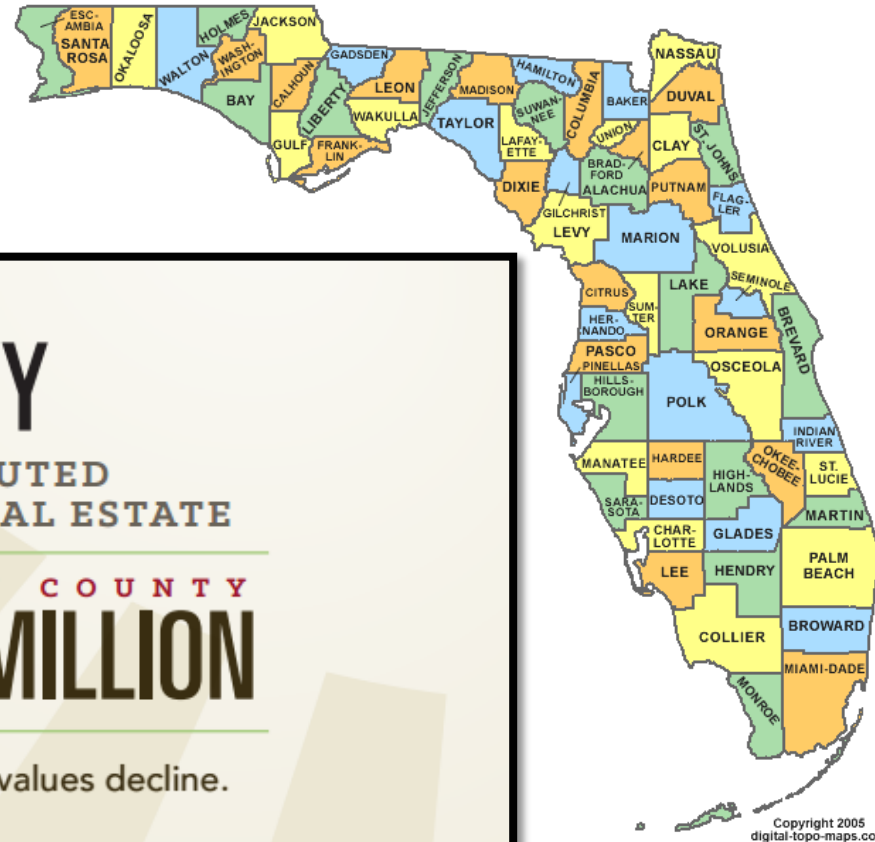 ESC-
AMBIA
SANTA
ROSA
OKALOOSA
WALTON
HOLMES
WASH-
INGTON
JACKSON
BAY
CALHOUN
GULF
LIBERTY
GADSDEN
LEON
WAKULLA
FRANK-
LIN
JEFFERSON
MADISON
TAYLOR
HAMILTON
SUWAN-
NEE
LAFAY-
ETTE
DIXIE
COLUMBIA
BAKER
NASSAU
DUVAL
UNION
BRAD-
FORD
CLAY
ST. JOHNS
ALACHUA
PUTNAM
FLAG-
LER
GILCHRIST
LEVY
MARION
VOLUSIA
LAKE
SEMINOLE
CITRUS
SUM-
TER
HER-
NANDO
ORANGE
BREVARD
PASCO
PINELLAS
HILLS-
BOROUGH
OSCEOLA
POLK
INDIAN
RIVER
MANATEE
HARDEE
HIGH-
LANDS
OKEE-
CHOBEE
ST.
LUCIE
SARA-
SOTA
DESOTO
MARTIN
CHAR-
LOTTE
GLADES
LEE
HENDRY
PALM
BEACH
COLLIER
BROWARD
MIAMI-DADE
MONROE
Copyright 2005
digital-topo-maps.co
Y
UTED
AL ESTATE
COUNTY
MILLION
values decline.